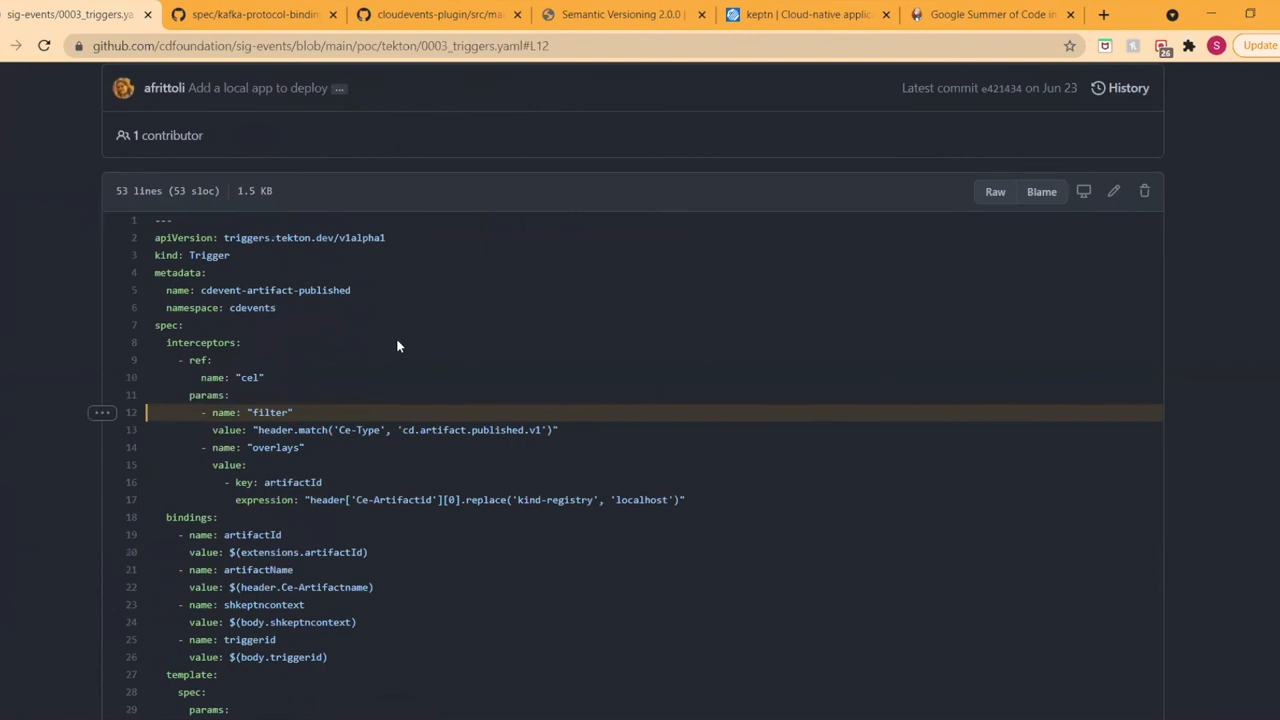 sig-events/0003_triggers.ya
spec/kafka-protocol-bindin
cloudevents-plugin/src/ma
Semantic Versioning 2.0.0 |
keptn | Cloud-native applic
Google Summer of Code in
github.com/cdfoundation/sig-events/blob/main/poc/tekton/0003_triggers.yaml#L12
26
S
Update
afrittoli Add a local app to deploy ...
Latest commit e421434 on Jun 23
History
1 contributor
53 lines (53 sloc) 1.5 KB
Raw Blame
1 ---
2 apiVersion: triggers.tekton.dev/v1alpha1
3 kind: Trigger
4 metadata:
5 name: cdevent-artifact-published
6 namespace: cdevents
7 spec:
8 interceptors:
9 - ref:
10 name: "cel"
11 params:
12 - name: "filter"
13 value: "header.match('Ce-Type', 'cd.artifact.published.v1')"
14 - name: "overlays"
15 value:
16 - key: artifactId
17 expression: "header['Ce-Artifactid'][0].replace('kind-registry', 'localhost')"
18 bindings:
19 - name: artifactId
20 value: $(extensions.artifactId)
21 - name: artifactName
22 value: $(header.Ce-Artifactname)
23 - name: shkeptncontext
24 value: $(body.shkeptncontext)
25 - name: triggerid
26 value: $(body.triggerid)
27 template:
28 spec:
29 params: